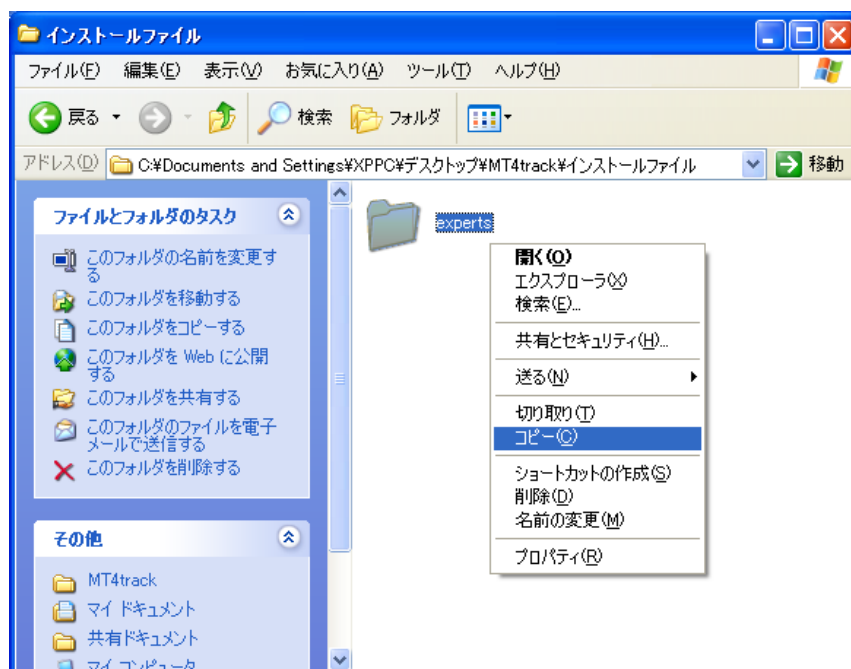 インストールファイル
ファイル(F) 編集(E) 表示(V) お気に入り(A) ツール(T) ヘルプ(H)
戻る 検索 フォルダ
アドレス(D) C:¥Documents and Settings¥XPPC¥デスクトップ¥MT4track¥インストールファイル 移動
ファイルとフォルダのタスク
このフォルダの名前を変更す
る
このフォルダを移動する
このフォルダをコピーする
このフォルダを Web に公開
する
このフォルダを共有する
このフォルダのファイルを電子
メールで送信する
このフォルダを削除する
その他
MT4track
マイ ドキュメント
共有ドキュメント
マイ コンピュータ
experts
開く(O)
エクスプローラ(X)
検索(E)...
共有とセキュリティ(H)...
送る(N)
切り取り(T)
コピー(C)
ショートカットの作成(S)
削除(D)
名前の変更(M)
プロパティ(R)